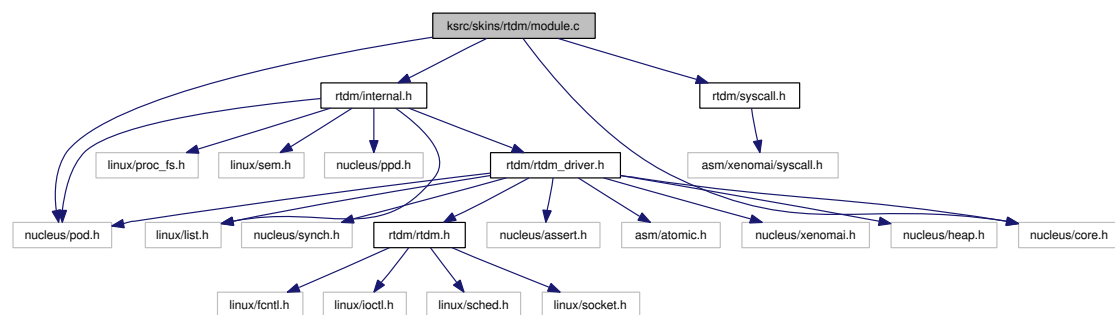 ksrc/skins/rtdm/module.c
rtdm/internal.h
rtdm/syscall.h
linux/proc_fs.h
linux/sem.h
nucleus/ppd.h
rtdm/rtdm_driver.h
asm/xenomai/syscall.h
nucleus/pod.h
linux/list.h
nucleus/synch.h
rtdm/rtdm.h
nucleus/assert.h
asm/atomic.h
nucleus/xenomai.h
nucleus/heap.h
nucleus/core.h
linux/fcntl.h
linux/ioctl.h
linux/sched.h
linux/socket.h